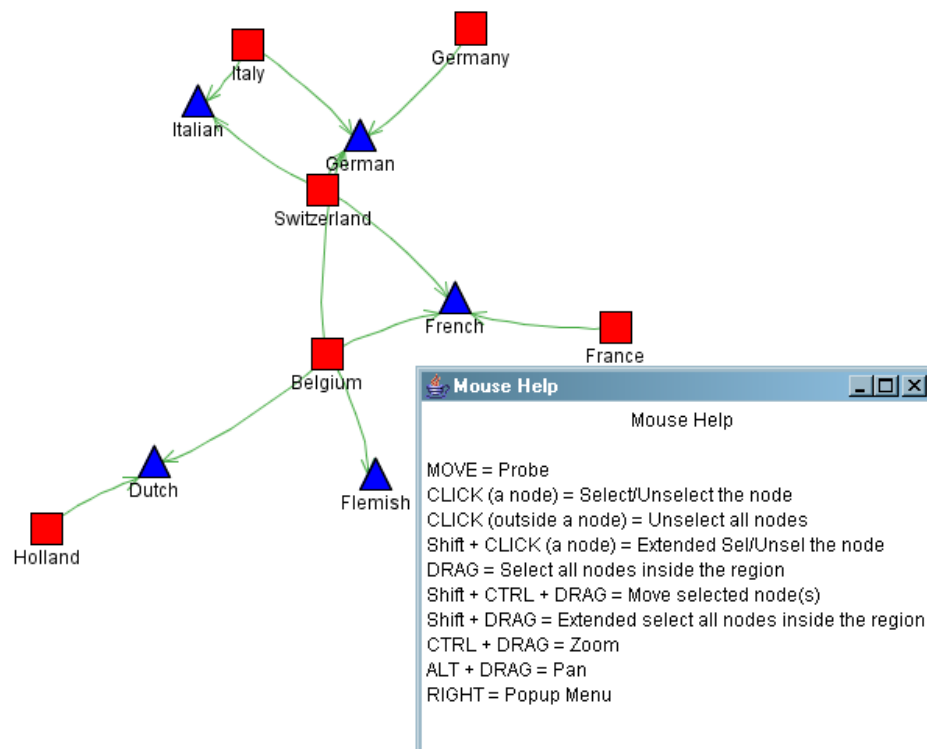 Italy
Germany
Italian
German
Switzerland
French
France
Belgium
Mouse Help
Mouse Help
MOVE = Probe
CLICK (a node) = Select/Unselect the node
CLICK (outside a node) = Unselect all nodes
Shift + CLICK (a node) = Extended Sel/Unsel the node
DRAG = Select all nodes inside the region
Shift + CTRL + DRAG = Move selected node(s)
Shift + DRAG = Extended select all nodes inside the region
CTRL + DRAG = Zoom
ALT + DRAG = Pan
RIGHT = Popup Menu
Dutch
Flemish
Holland